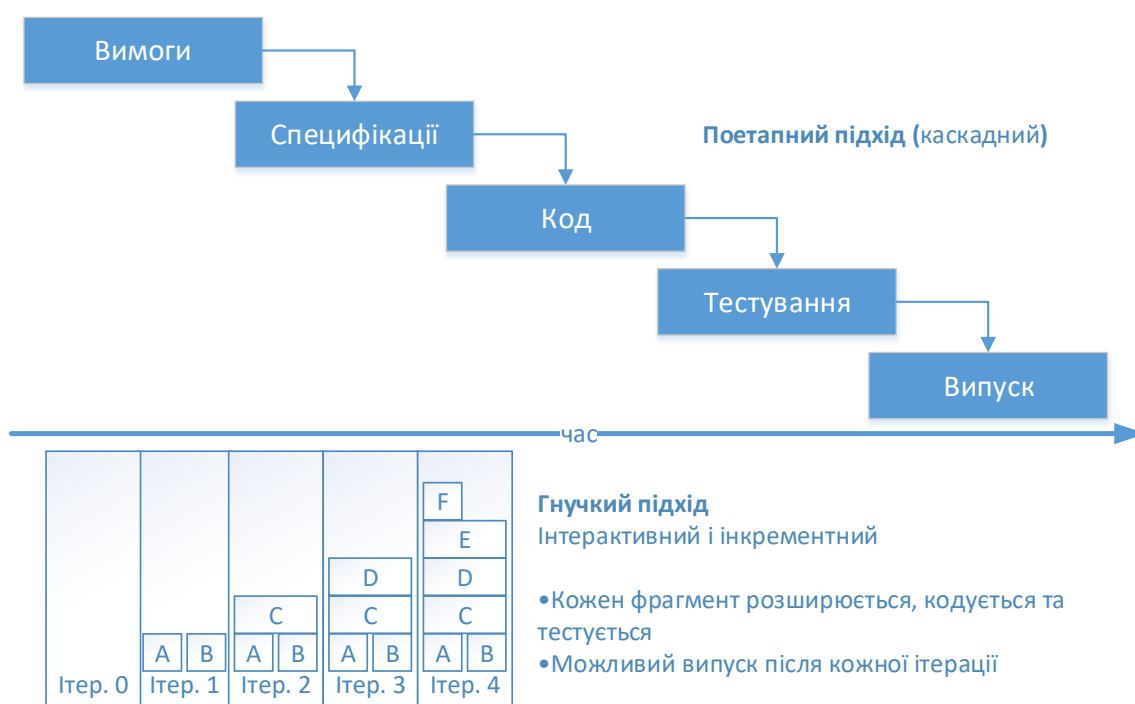 Вимоги
Специфікації
Поетапний підхід (каскадний)
Код
Тестування
Випуск
час
Гнучкий підхід
Інтерактивний і інкрементний
•Кожен фрагмент розширюється, кодується та
тестується
•Можливий випуск після кожної ітерації
F
E
D D
C C C
A B A B A B A B
Ітер. 0 Ітер. 1 Ітер. 2 Ітер. 3 Ітер. 4